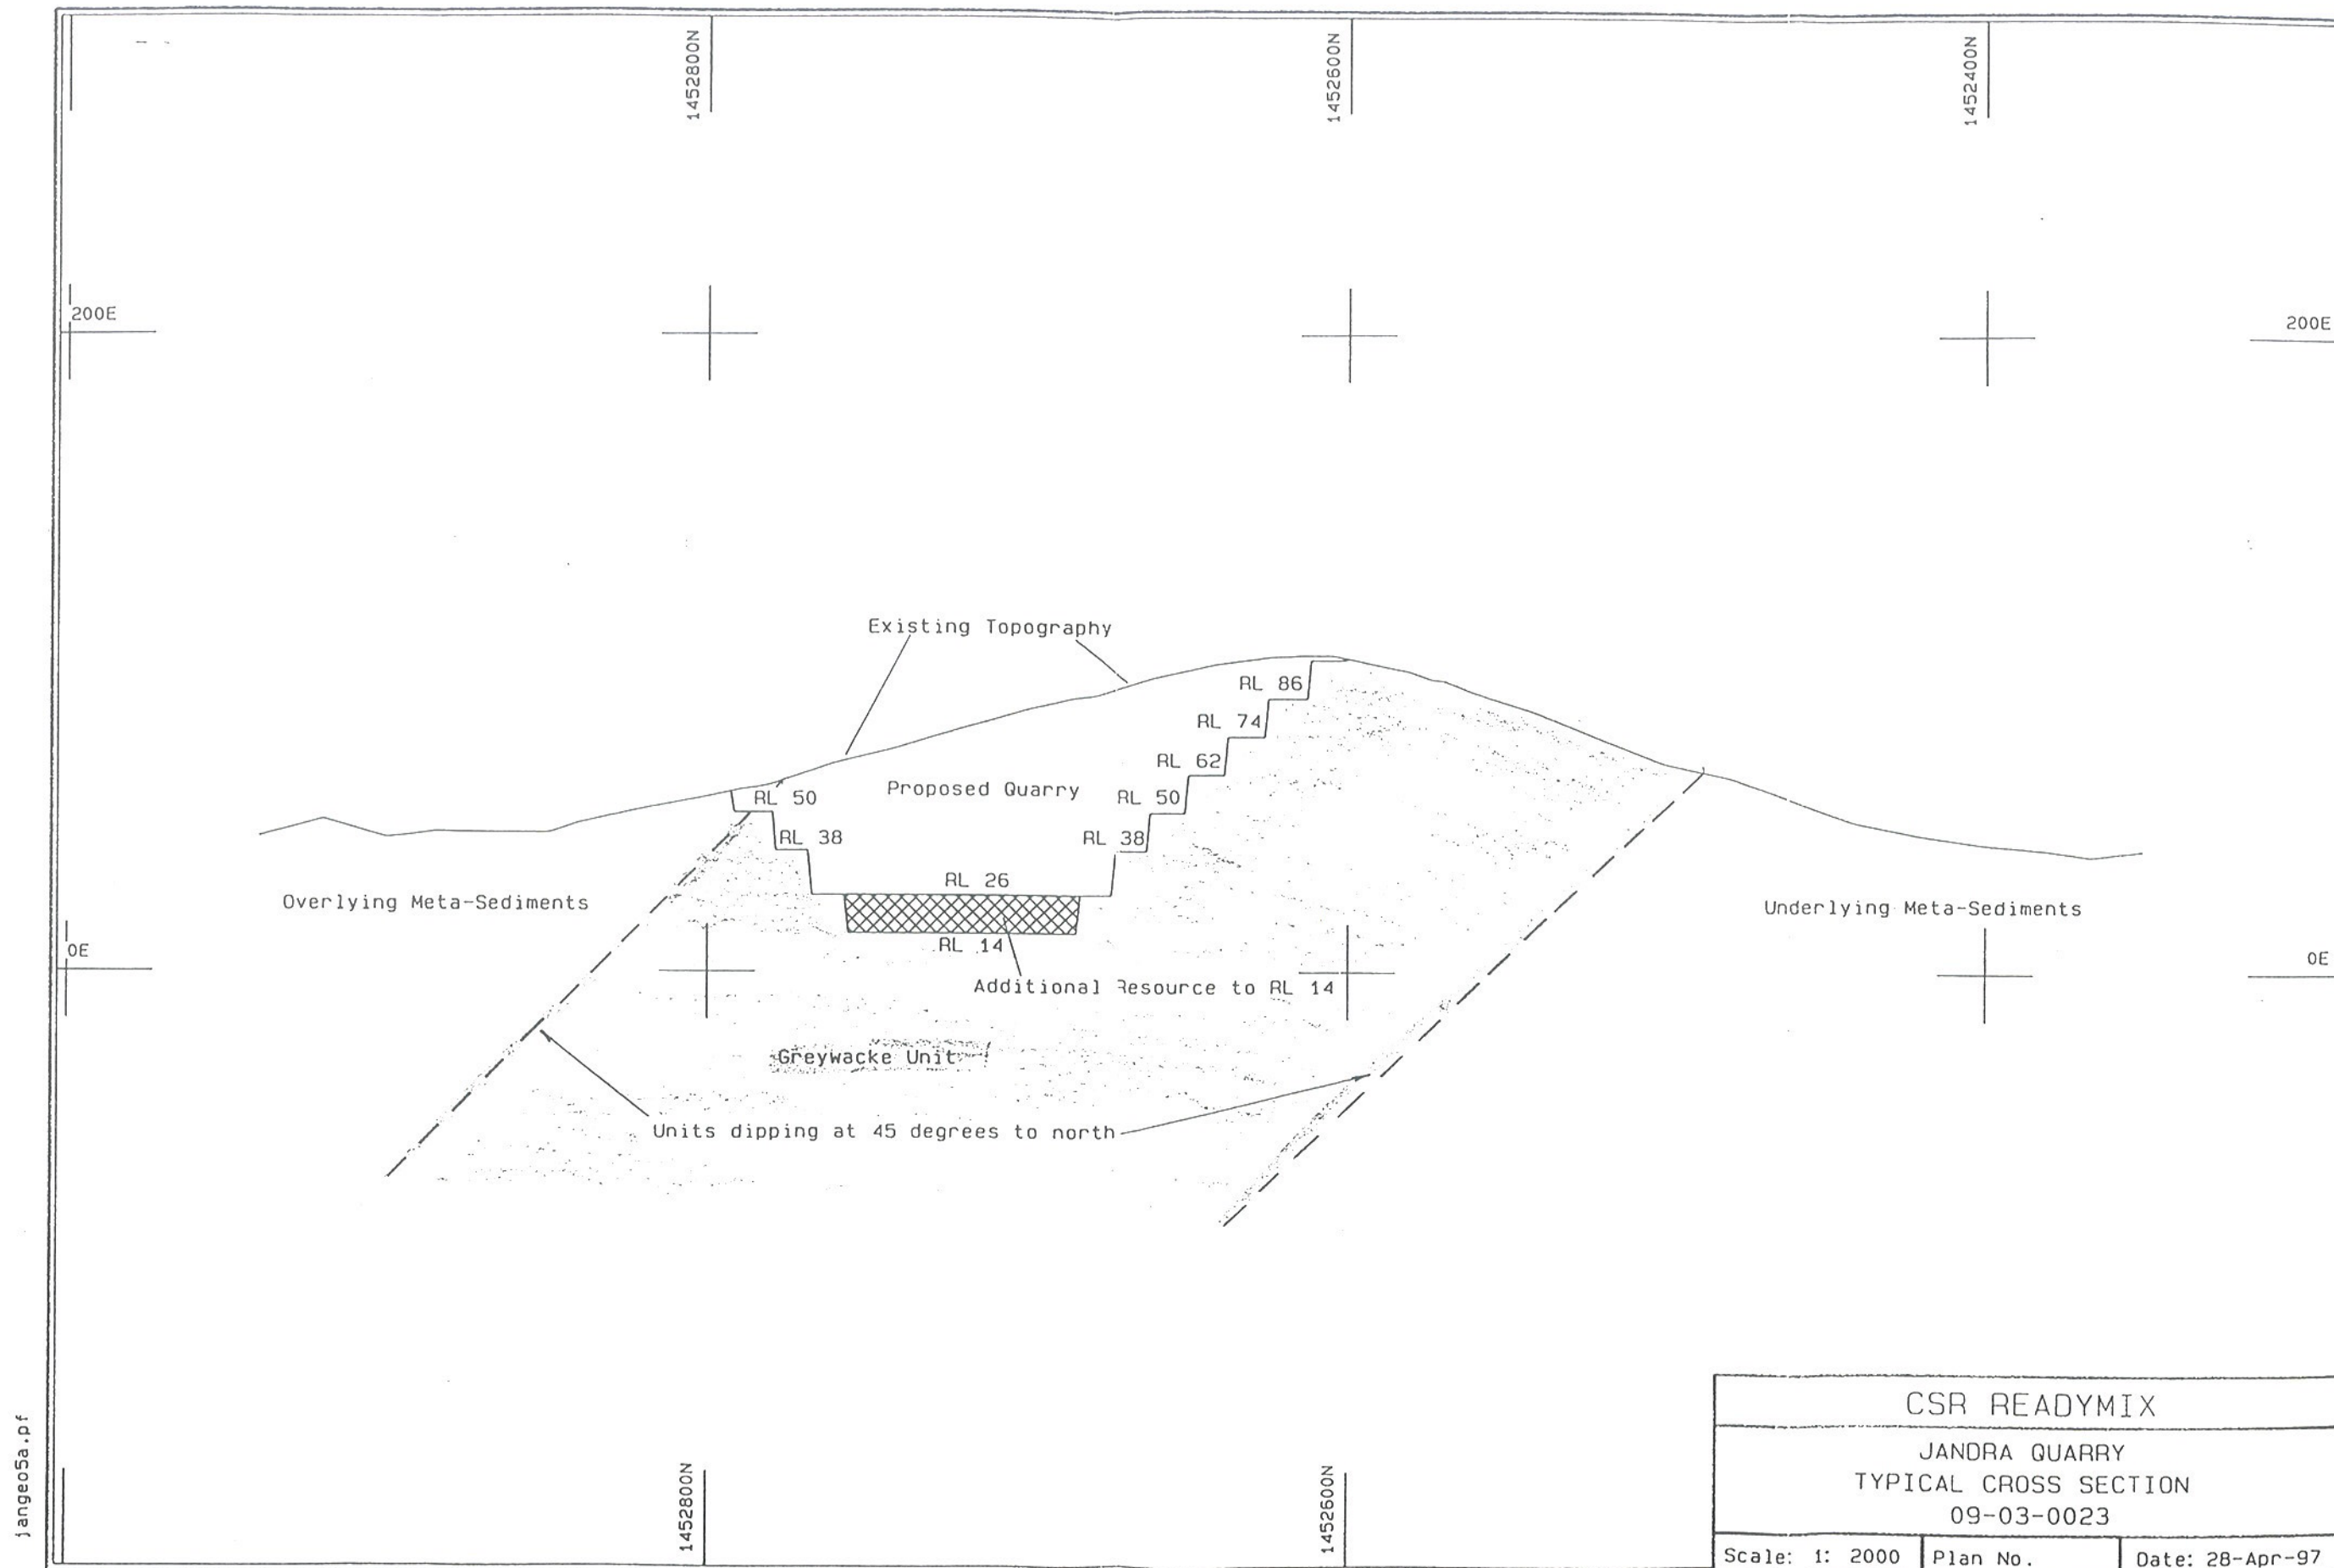 1452800N
1452600N
1452400N
200E
200E
Existing Topography
RL 86
RL 74
RL 62
Proposed Quarry
RL 50
RL 50
RL 38
RL 38
RL 26
Overlying Meta-Sediments
Underlying Meta-Sediments
RL 14
0E
0E
Additional Resource to RL 14
Greywacke Unit
Units dipping at 45 degrees to north
jangeo5a.pf
1452800N
1452600N
CSR READYMIX
JANDRA QUARRY
TYPICAL CROSS SECTION
09-03-0023
Scale: 1: 2000
Plan No.
Date: 28-Apr-97